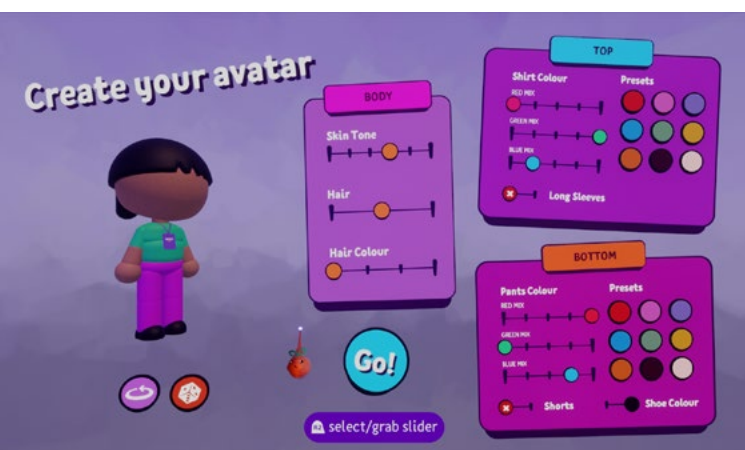 Create your avatar
BODY
Skin Tone
Hair
Hair Colour
TOP
Shirt Colour
RED MIX
GREEN MIX
BLUE MIX
Presets
Long Sleeves
BOTTOM
Pants Colour
RED MIX
GREEN MIX
BLUE MIX
Presets
Shorts
Shoe Colour
Go!
R2 select/grab slider